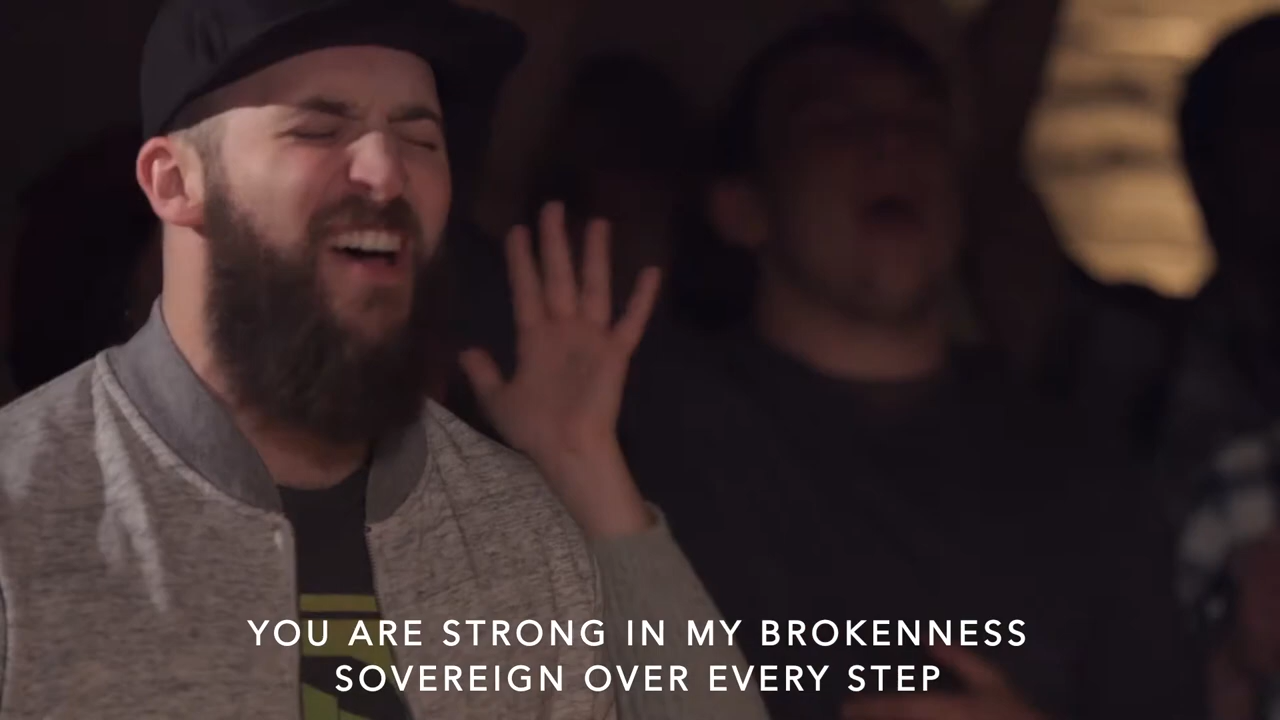 YOU ARE STRONG IN MY BROKENNESS
SOVEREIGN OVER EVERY STEP